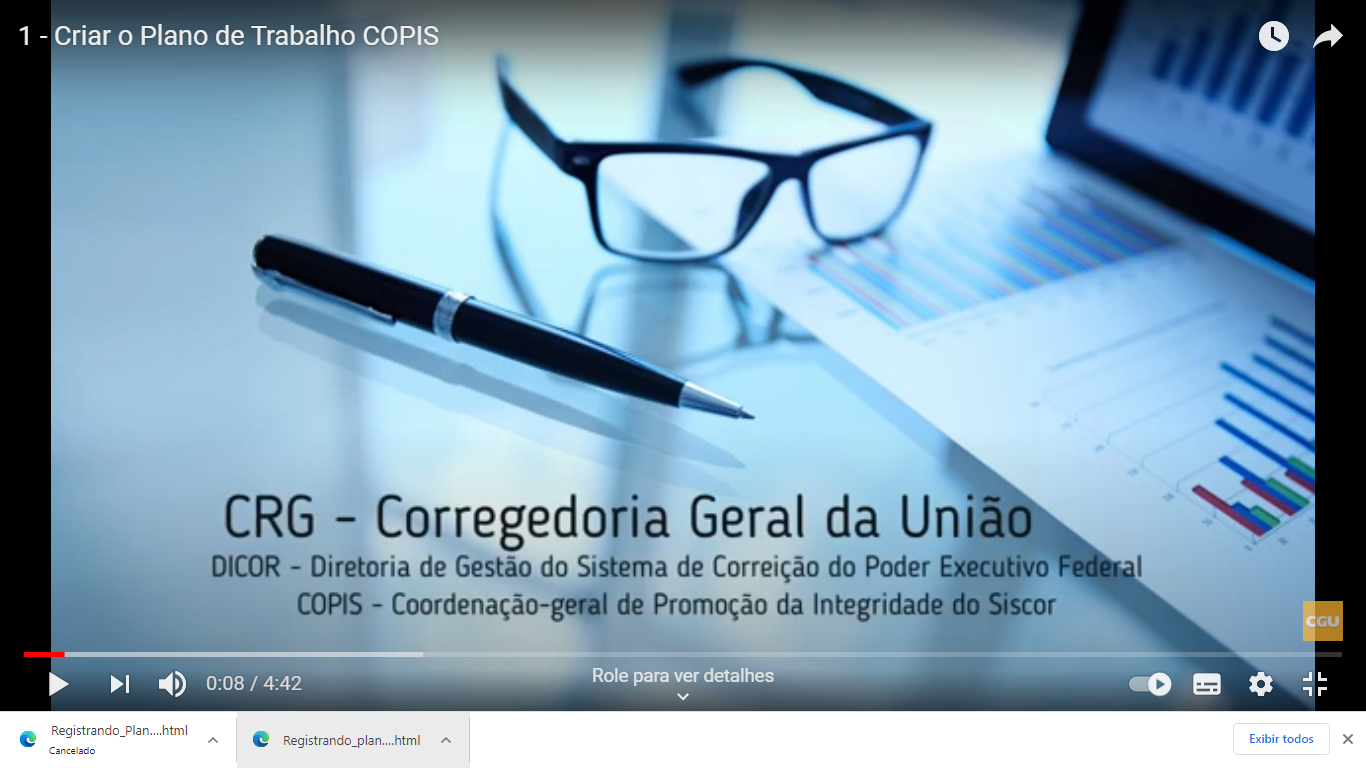 1 - Criar o Plano de Trabalho COPIS
CRG - Corregedoria Geral da União
DICOR - Diretoria de Gestão do Sistema de Correição do Poder Executivo Federal
COPIS - Coordenação-geral de Promoção da Integridade do Siscor
CGU
0:08 / 4:42
Role para ver detalhes
Registrando_Plan....html
Cancelado
Registrando_plan....html
Exibir todos